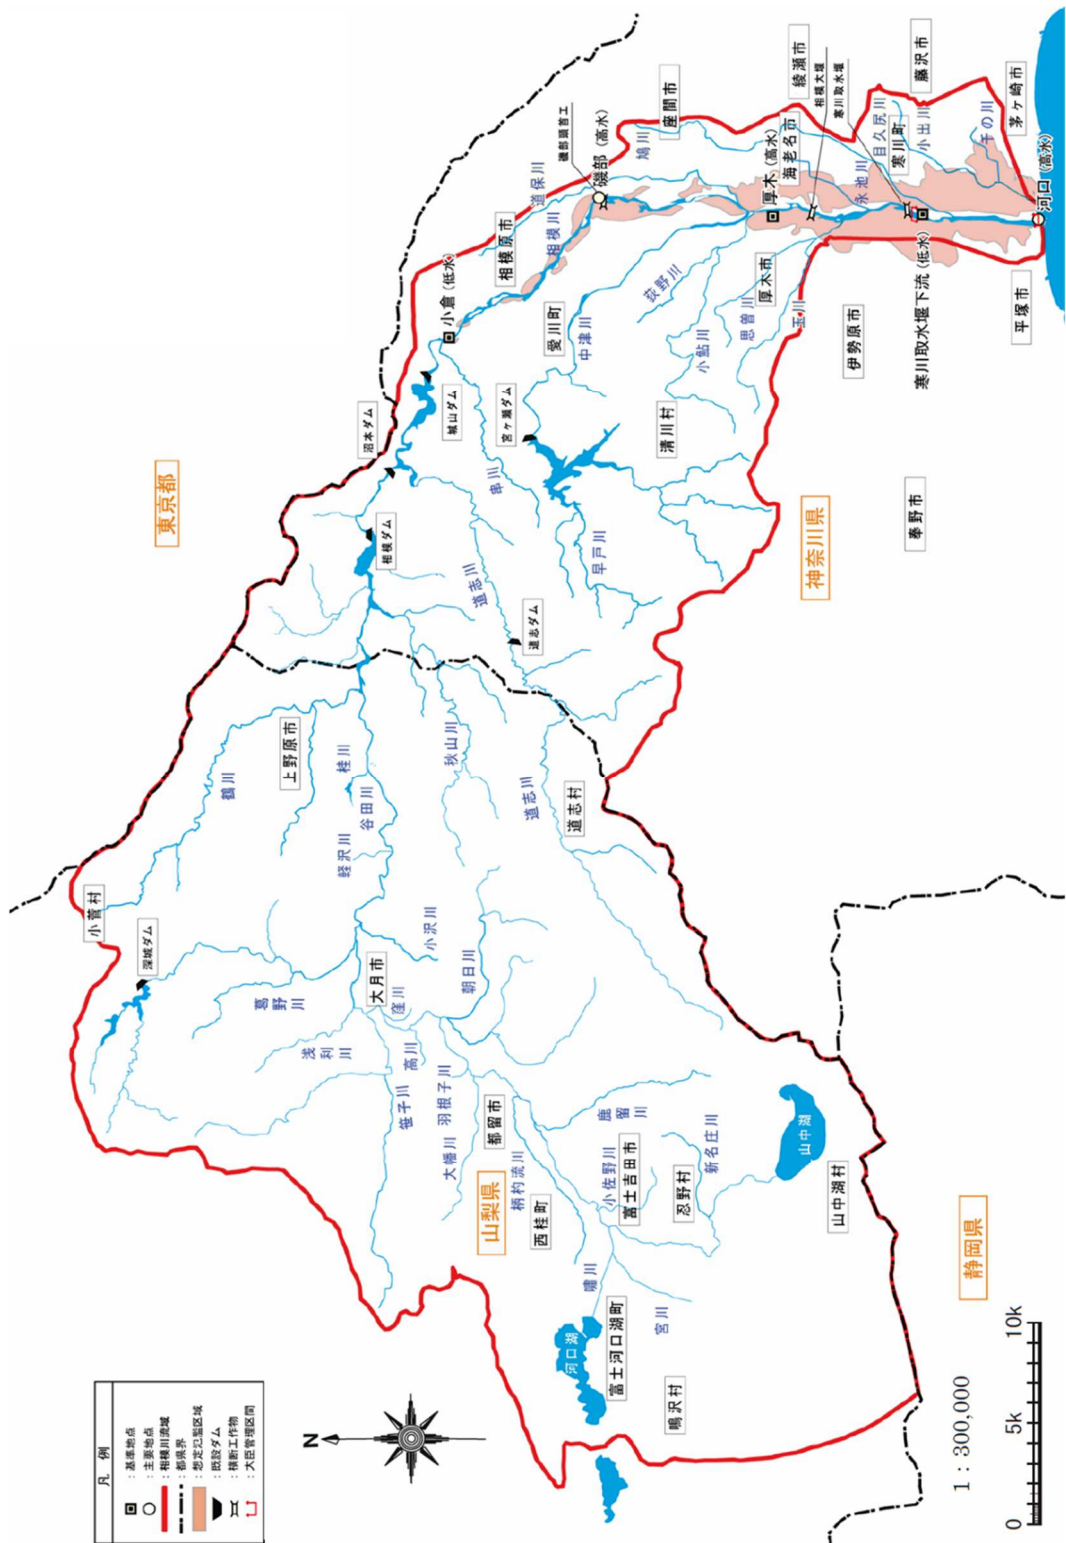 凡 例
：基準地点
：主要地点
：相模川流域
：都県界
：想定氾濫区域
：既設ダム
：横断工作物
：大臣管理区間
N
1：300,000
0
5k
10k
東京都
神奈川県
山梨県
静岡県
小菅村
深城ダム
葛野川
浅利川
鶴川
上野原市
桂川
谷田川
軽沢川
大月市
窪川
小沢川
朝日川
高川
笹子川
羽根子川
大幡川
都留市
柄杓流川
西桂町
鹿留川
小佐野川
富士吉田市
忍野村
新名庄川
山中湖
山中湖村
嘯川
宮川
河口湖
富士河口湖町
鳴沢村
秋山川
道志川
道志村
沼本ダム
相模ダム
城山ダム
道志川
道志ダム
串川
宮ヶ瀬ダム
早戸川
清川村
小倉(低水)
相模原市
道保川
相模川
磯部頭首工
磯部(高水)
鳩川
座間市
愛川町
中津川
荻野川
小鮎川
恩曽川
玉川
厚木市
厚木(高水)
海老名市
綾瀬市
相模大堰
寒川取水堰
永池川
目久尻川
寒川町
小出川
藤沢市
千の川
茅ヶ崎市
河口(高水)
平塚市
寒川取水堰下流(低水)
伊勢原市
奉野市